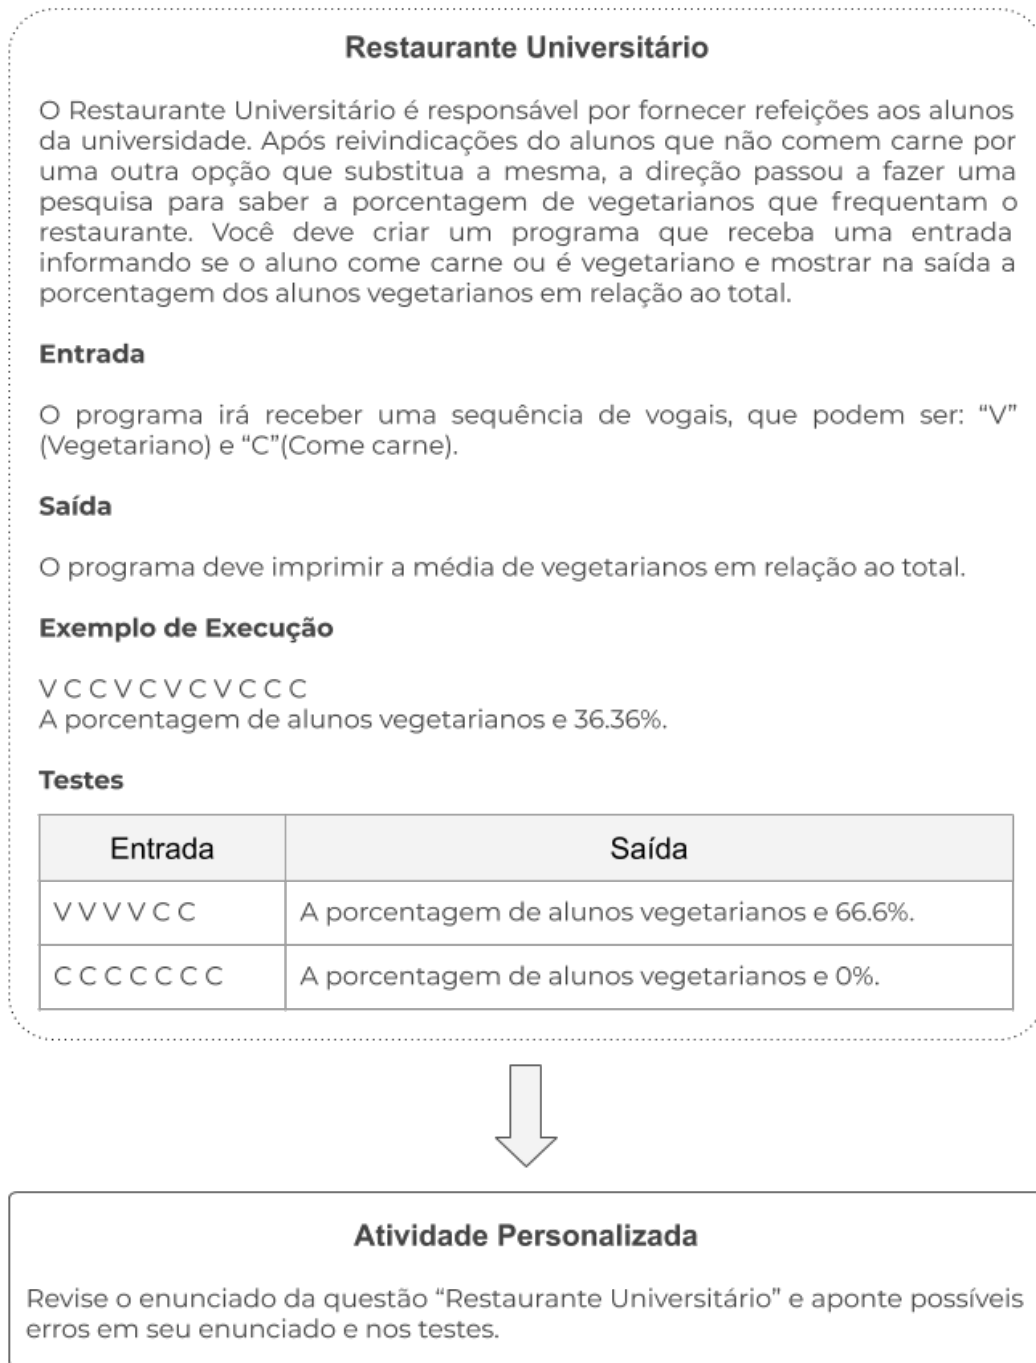 Restaurante Universitário
O Restaurante Universitário é responsável por fornecer refeições aos alunos
da universidade. Após reivindicações do alunos que não comem carne por
uma outra opção que substitua a mesma, a direção passou a fazer uma
pesquisa para saber a porcentagem de vegetarianos que frequentam o
restaurante. Você deve criar um programa que receba uma entrada
informando se o aluno come carne ou é vegetariano e mostrar na saída a
porcentagem dos alunos vegetarianos em relação ao total.
Entrada
O programa irá receber uma sequência de vogais, que podem ser: “V”
(Vegetariano) e “C”(Come carne).
Saída
O programa deve imprimir a média de vegetarianos em relação ao total.
Exemplo de Execução
V C C V C V C V C C C
A porcentagem de alunos vegetarianos e 36.36%.
Testes
Entrada Saída
V V V V C C A porcentagem de alunos vegetarianos e 66.6%.
C C C C C C C A porcentagem de alunos vegetarianos e 0%.
Atividade Personalizada
Revise o enunciado da questão “Restaurante Universitário” e aponte possíveis
erros em seu enunciado e nos testes.